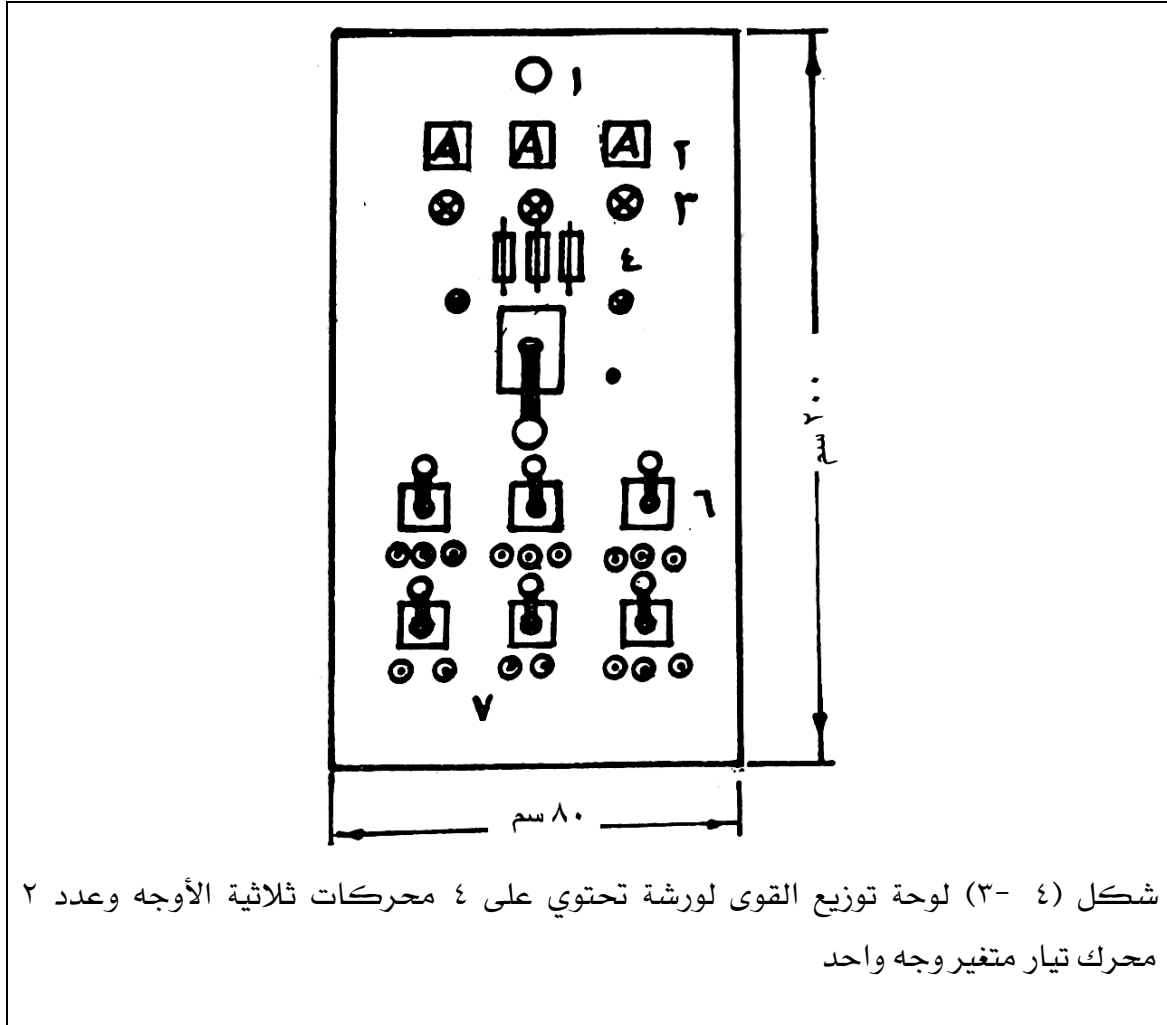 ١
A A A ٢
٣
٤
٢٠٠ سم
٦
٧
٨٠ سم
شكل (٤ -٣) لوحة توزيع القوى لورشة تحتوي على ٤ محركات ثلاثية الأوجه وعدد ٢
محرك تيار متغير وجه واحد